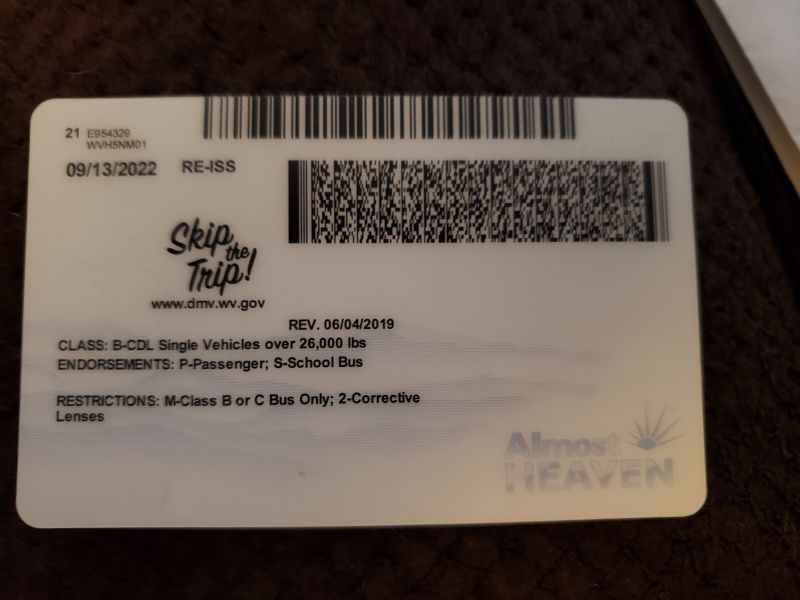 21 E954329
WVH5NM01
09/13/2022 RE-ISS
Skip
the
Trip!
www.dmv.wv.gov
REV. 06/04/2019
CLASS: B-CDL Single Vehicles over 26,000 lbs
ENDORSEMENTS: P-Passenger; S-School Bus
RESTRICTIONS: M-Class B or C Bus Only; 2-Corrective
Lenses
Almost
HEAVEN